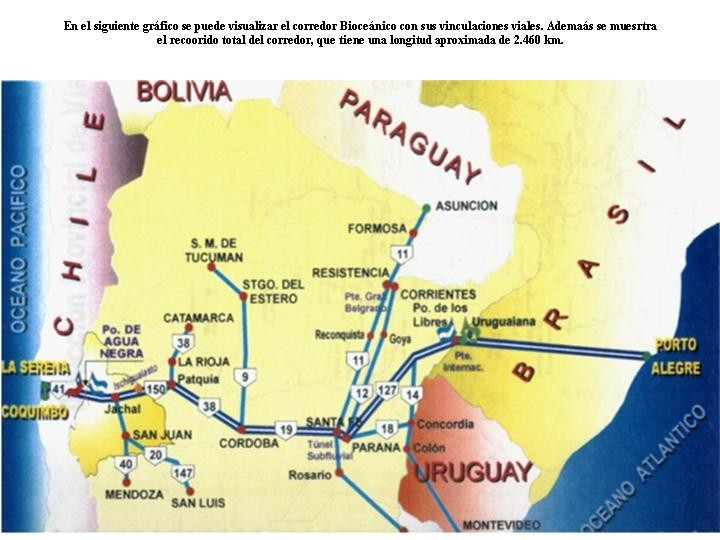 En el siguiente gráfico se puede visualizar el corredor Bioceánico con sus vinculaciones viales. Ademaás se muesrtra
el recoorido total del corredor, que tiene una longitud aproximada de 2.460 km.
BOLIVIA
PARAGUAY
CHILE
BRASIL
OCEANO PACIFICO
ASUNCION
FORMOSA
11
S. M. DE
TUCUMAN
RESISTENCIA
STGO. DEL
ESTERO
Pte. Gral.
Belgrano
CORRIENTES
Po. de los
Libres
Uruguaiana
CATAMARCA
38
Po. DE
AGUA
NEGRA
Reconquista
Goya
PORTO
ALEGRE
Pte.
Internac.
LA SERENA
LA RIOJA
Ischigualasto
Patquia
11
9
41
150
12
127
14
COQUIMBO
Jachal
38
19
SANTA FE
18
Concordia
SAN JUAN
CORDOBA
Túnel
Subfluvial
PARANA
Colón
20
40
147
Rosario
URUGUAY
MENDOZA
SAN LUIS
MONTEVIDEO
OCEANO ATLANTICO